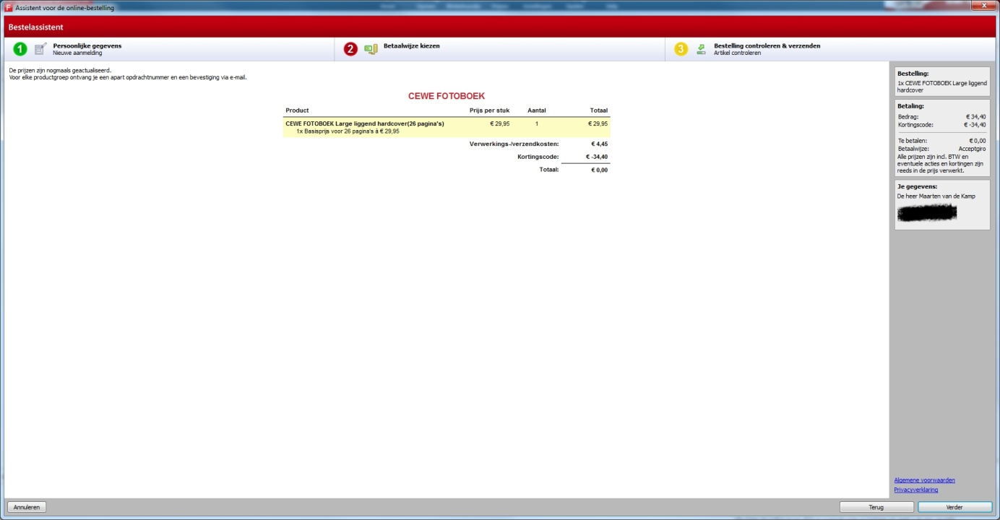 Assistent voor de online-bestelling
Bestelassistent
1 Persoonlijke gegevens
Nieuwe aanmelding
2 Betaalwijze kiezen
3 Bestelling controleren & verzenden
Artikel controleren
De prijzen zijn nogmaals geactualiseerd.
Voor elke productgroep ontvang je een apart opdrachtnummer en een bevestiging via e-mail.
CEWE FOTOBOEK
Product Prijs per stuk Aantal Totaal
CEWE FOTOBOEK Large liggend hardcover(26 pagina's) € 29,95 1 € 29,95
1x Basisprijs voor 26 pagina's à € 29,95
Verwerkings-/verzendkosten: € 4,45
Kortingscode: € -34,40
Totaal: € 0,00
Bestelling:
1x CEWE FOTOBOEK Large liggend
hardcover
Betaling:
Bedrag: € 34,40
Kortingscode: € -34,40
Te betalen: € 0,00
Betaalwijze: Acceptgiro
Alle prijzen zijn incl. BTW en
eventuele acties en kortingen zijn
reeds in de prijs verwerkt.
Je gegevens:
De heer Maarten van de Kamp
Algemene voorwaarden
Privacyverklaring
Annuleren Terug Verder